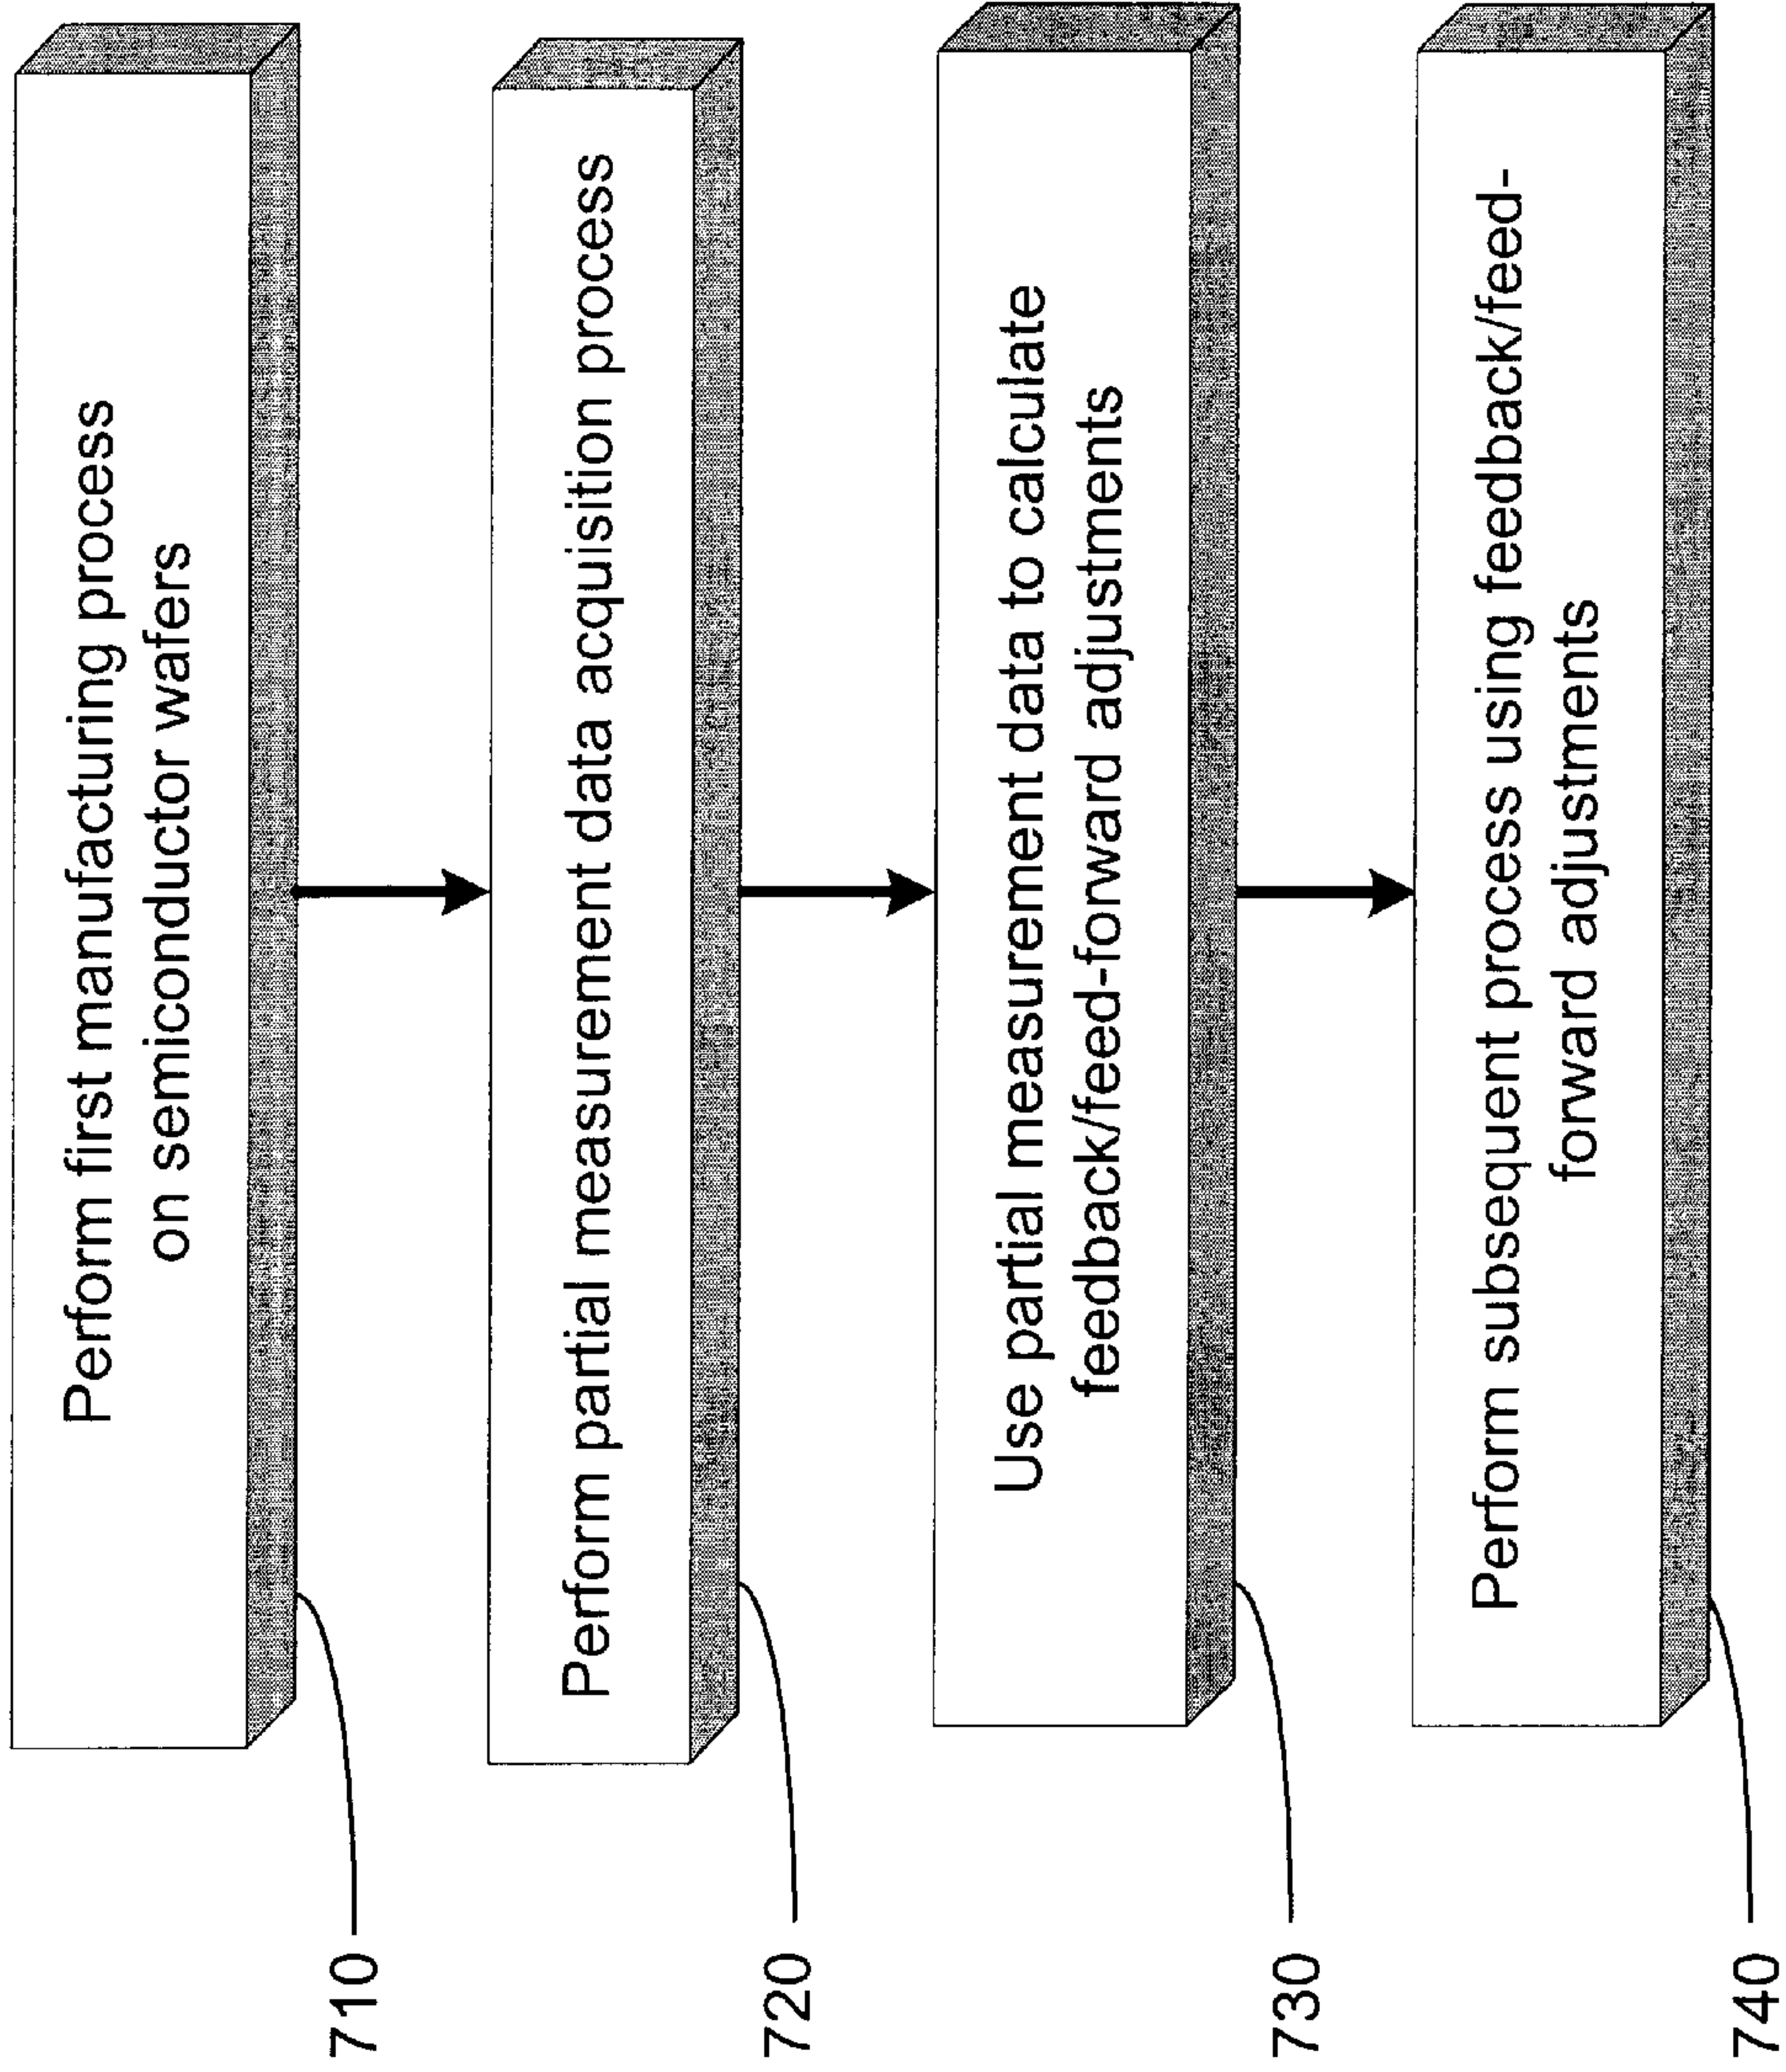 Perform first manufacturing process
on semiconductor wafers
710
Perform partial measurement data acquisition process
720
Use partial measurement data to calculate
feedback/feed-forward adjustments
730
Perform subsequent process using feedback/feed-
forward adjustments
740